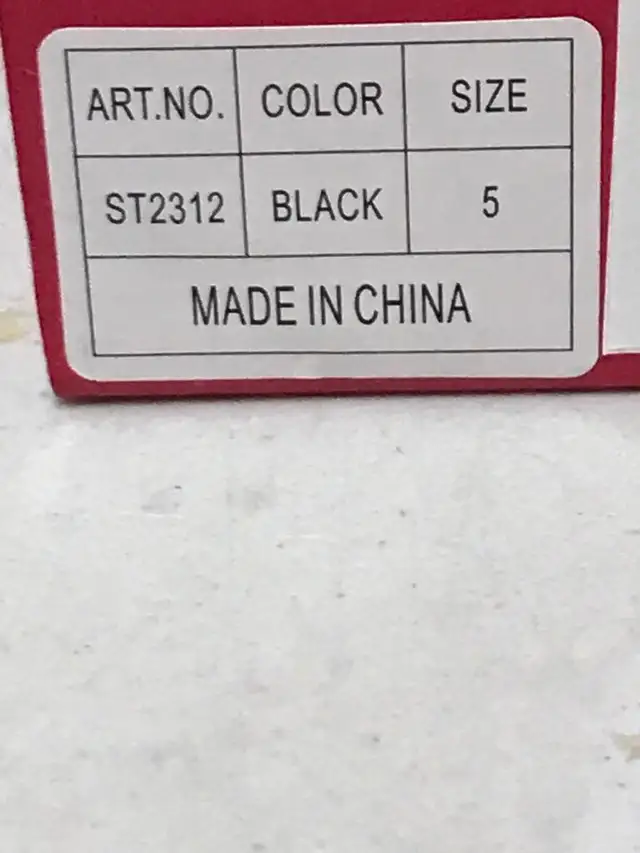 ART.NO. COLOR SIZE
ST2312 BLACK 5
MADE IN CHINA